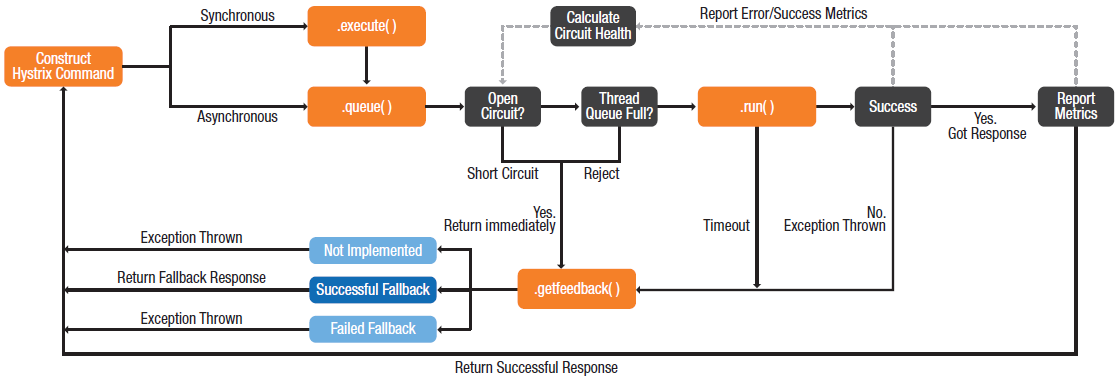 Synchronous
.execute( )
Calculate
Circuit Health
Report Error/Success Metrics
Construct
Hystrix Command
Asynchronous
.queue( )
Open
Circuit?
Thread
Queue Full?
.run( )
Success
Yes.
Got Response
Report
Metrics
Short Circuit
Reject
Yes.
Return immediately
Timeout
No.
Exception Thrown
Exception Thrown
Not Implemented
Return Fallback Response
Successful Fallback
.getfeedback( )
Exception Thrown
Failed Fallback
Return Successful Response